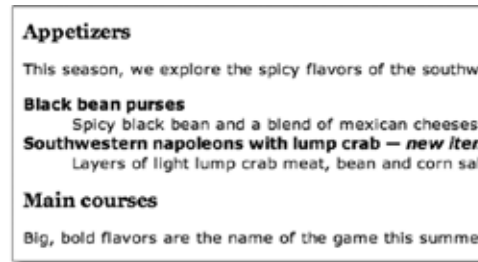 Appetizers
This season, we explore the spicy flavors of the southw
Black bean purses
Spicy black bean and a blend of mexican cheeses
Southwestern napoleons with lump crab — new iter
Layers of light lump crab meat, bean and corn sal
Main courses
Big, bold flavors are the name of the game this summe